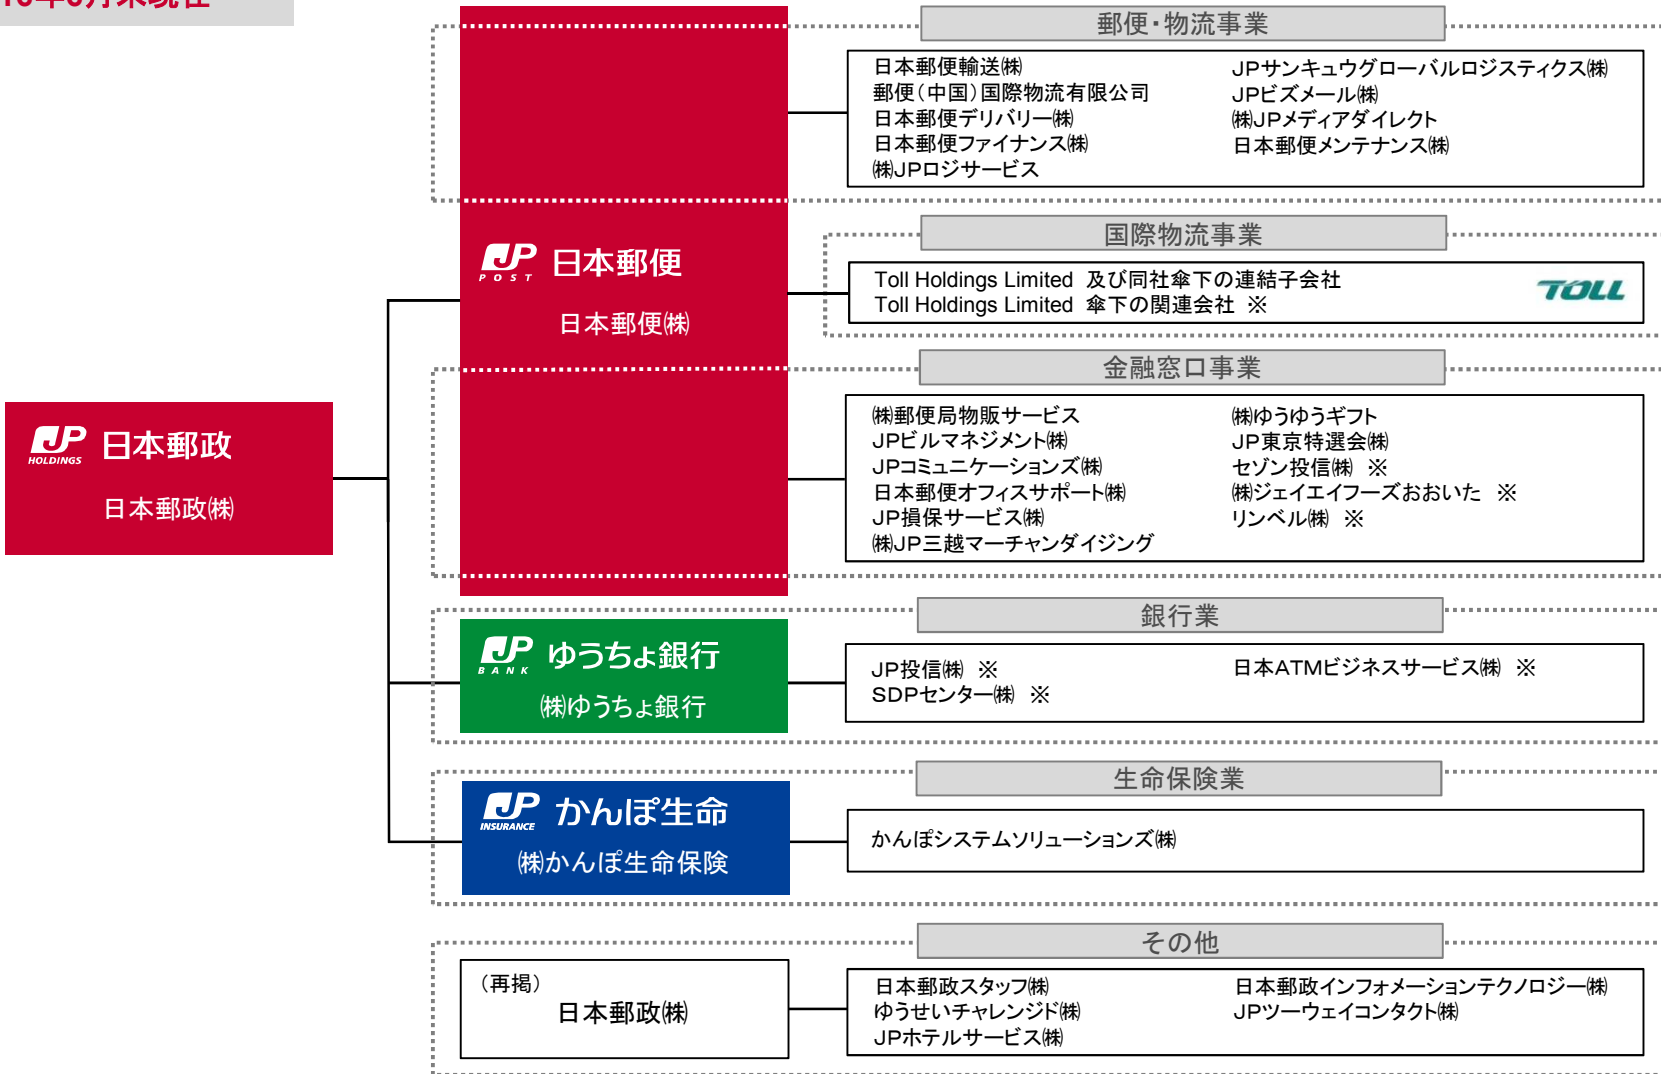 年3月末現在
郵便・物流事業
日本郵便輸送㈱
郵便（中国）国際物流有限公司
日本郵便デリバリー㈱
日本郵便ファイナンス㈱
㈱JPロジサービス
JPサンキュウグローバルロジスティクス㈱
JPビズメール㈱
㈱JPメディアダイレクト
日本郵便メンテナンス㈱
国際物流事業
JP POST 日本郵便
日本郵便㈱
Toll Holdings Limited 及び同社傘下の連結子会社
Toll Holdings Limited 傘下の関連会社 ※
TOLL
金融窓口事業
㈱郵便局物販サービス
JPビルマネジメント㈱
JPコミュニケーションズ㈱
日本郵便オフィスサポート㈱
JP損保サービス㈱
㈱JP三越マーチャンダイジング
㈱ゆうゆうギフト
JP東京特選会㈱
セゾン投信㈱ ※
㈱ジェイエイフーズおおいた ※
リンベル㈱ ※
JP HOLDINGS 日本郵政
日本郵政㈱
銀行業
JP BANK ゆうちょ銀行
㈱ゆうちょ銀行
JP投信㈱ ※
SDPセンター㈱ ※
日本ATMビジネスサービス㈱ ※
生命保険業
JP INSURANCE かんぽ生命
㈱かんぽ生命保険
かんぽシステムソリューションズ㈱
その他
（再掲）
日本郵政㈱
日本郵政スタッフ㈱
ゆうせいチャレンジド㈱
JPホテルサービス㈱
日本郵政インフォメーションテクノロジー㈱
JPツーウェイコンタクト㈱